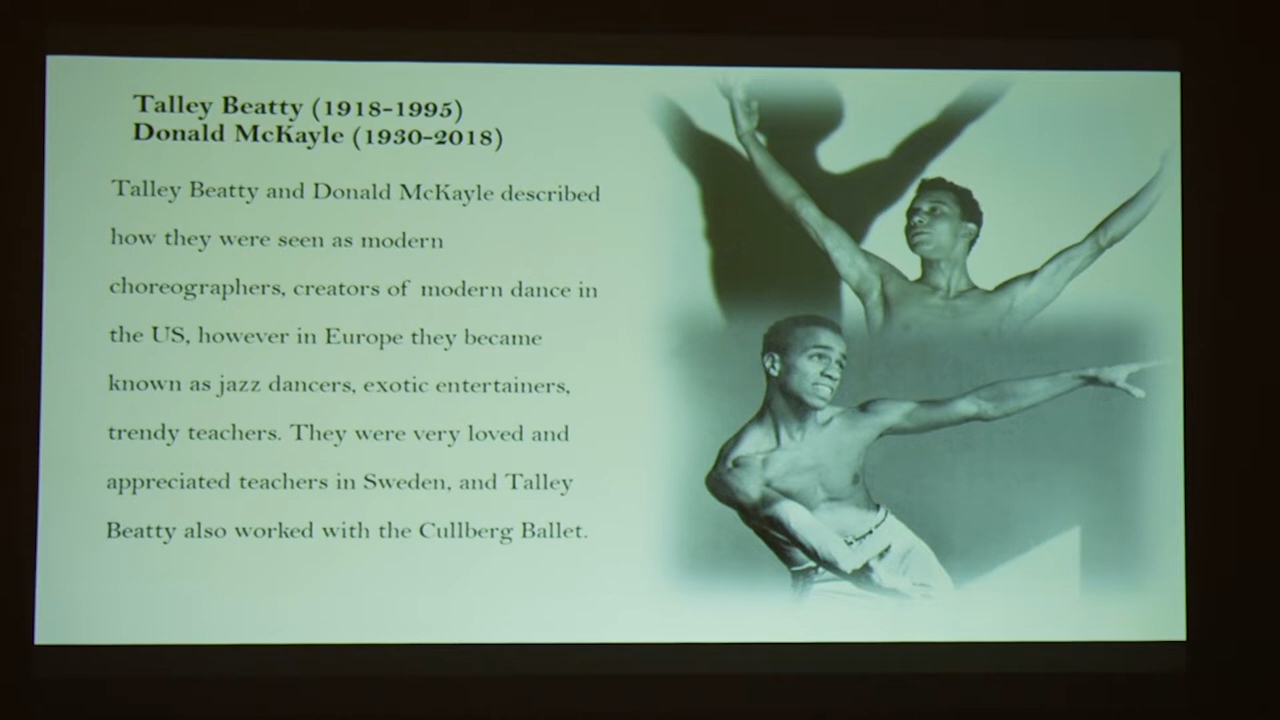 Talley Beatty (1918-1995)
Donald McKayle (1930-2018)
Talley Beatty and Donald McKayle described
how they were seen as modern
choreographers, creators of modern dance in
the US, however in Europe they became
known as jazz dancers, exotic entertainers,
trendy teachers. They were very loved and
appreciated teachers in Sweden, and Talley
Beatty also worked with the Cullberg Ballet.